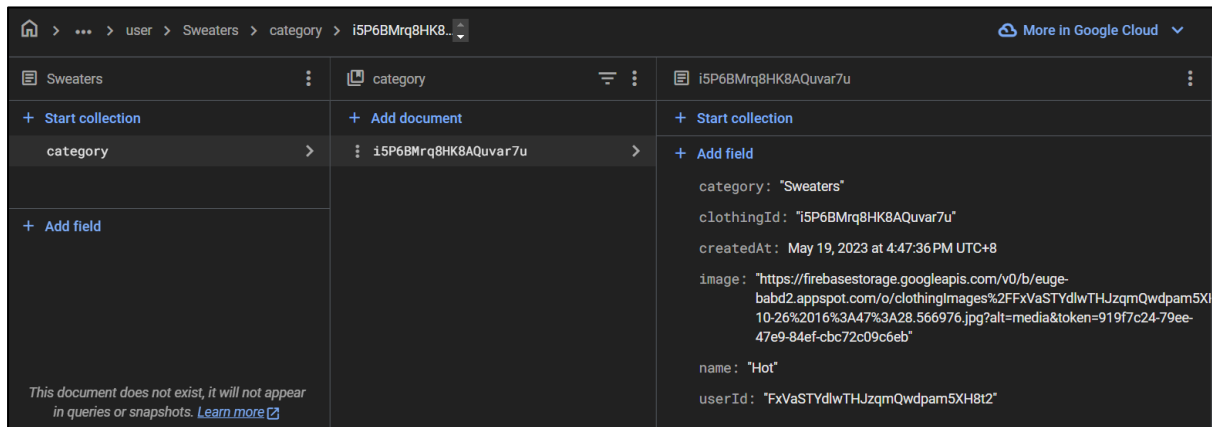 > ... > user > Sweaters > category > i5P6BMrq8HK8..
More in Google Cloud
Sweaters
+ Start collection
category
+ Add field
This document does not exist, it will not appear
in queries or snapshots. Learn more
category
+ Add document
i5P6BMrq8HK8AQuvar7u
i5P6BMrq8HK8AQuvar7u
+ Start collection
+ Add field
category: "Sweaters"
clothingId: "i5P6BMrq8HK8AQuvar7u"
createdAt: May 19, 2023 at 4:47:36 PM UTC+8
image: "https://firebasestorage.googleapis.com/v0/b/euge-
babd2.appspot.com/o/clothingImages%2FFxVaSTYdlwTHJzqmQwdpam5XH
10-26%2016%3A47%3A28.566976.jpg?alt=media&token=919f7c24-79ee-
47e9-84ef-cbc72c09c6eb"
name: "Hot"
userId: "FxVaSTYdlwTHJzqmQwdpam5XH8t2"